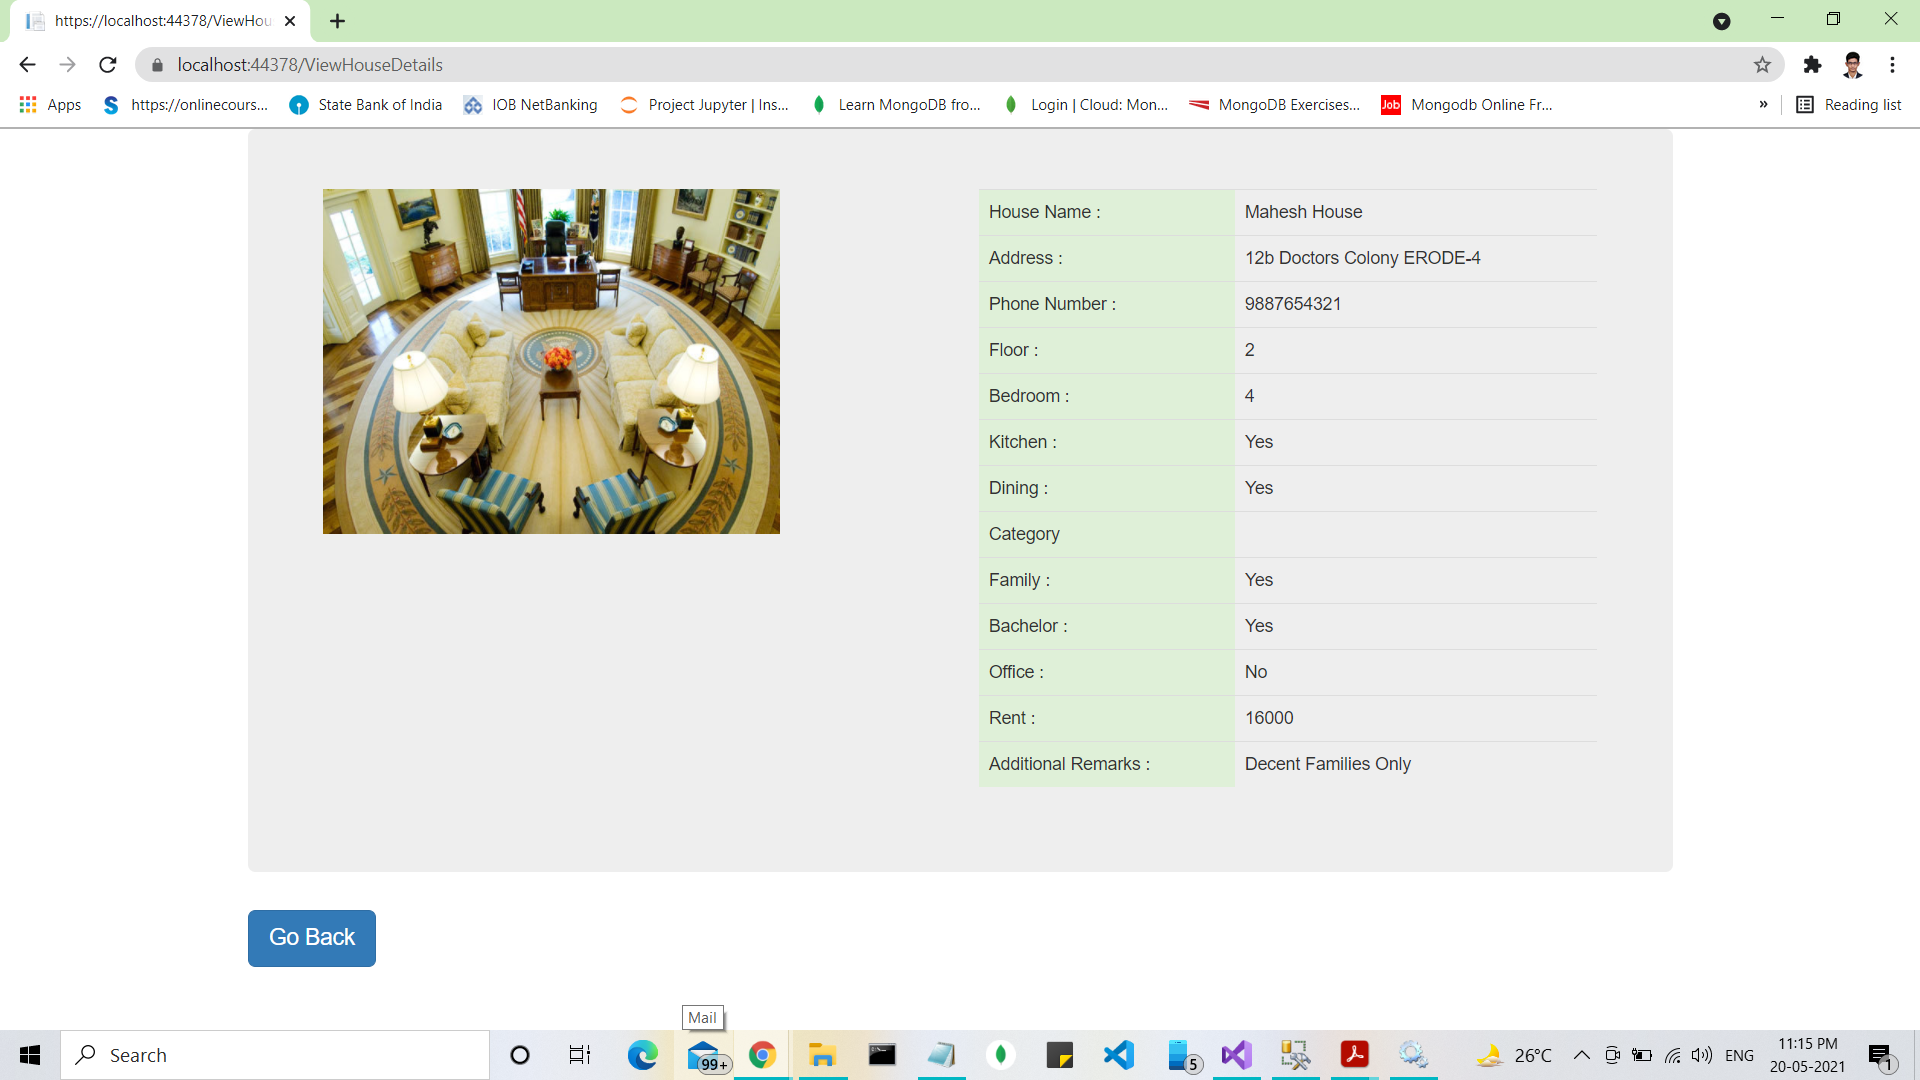 https://localhost:44378/ViewHou
localhost:44378/ViewHouseDetails
Apps
https://onlinecours...
State Bank of India
IOB NetBanking
Project Jupyter | Ins...
Learn MongoDB fro...
Login | Cloud: Mon...
MongoDB Exercises...
Job
Mongodb Online Fr...
»
Reading list
House Name : Mahesh House
Address : 12b Doctors Colony ERODE-4
Phone Number : 9887654321
Floor : 2
Bedroom : 4
Kitchen : Yes
Dining : Yes
Category
Family : Yes
Bachelor : Yes
Office : No
Rent : 16000
Additional Remarks : Decent Families Only
Go Back
Mail
Search
99+
5
26°C
ENG
11:15 PM
20-05-2021
1